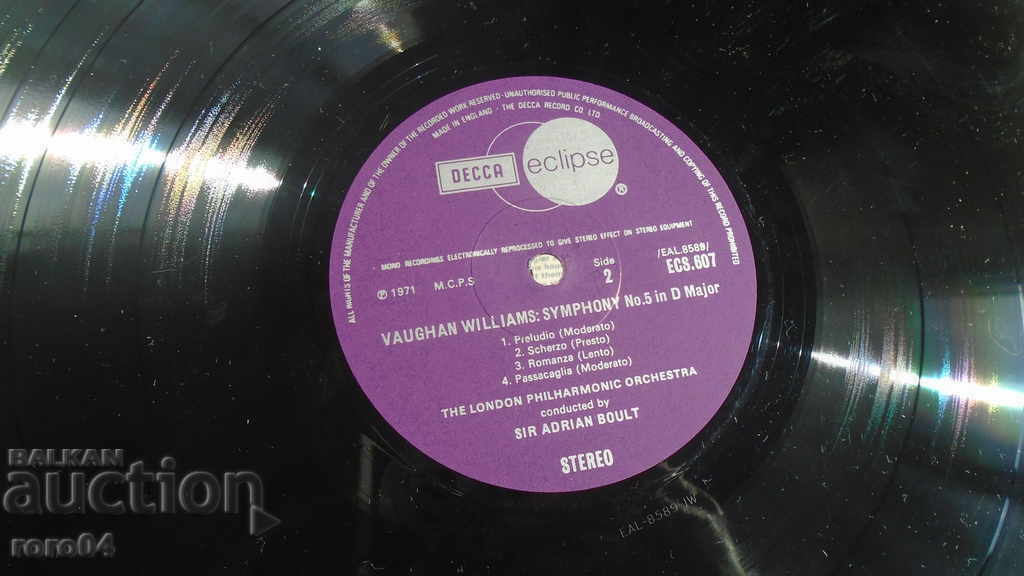 ALL RIGHTS OF THE MANUFACTURER AND OF THE OWNER OF THE RECORDED WORK RESERVED · UNAUTHORISED PUBLIC PERFORMANCE BROADCASTING AND COPYING OF THIS RECORD PROHIBITED
MADE IN ENGLAND · THE DECCA RECORD CO LTD
DECCA eclipse ®
MONO RECORDINGS ELECTRONICALLY REPROCESSED TO GIVE STEREO EFFECT ON STEREO EQUIPMENT
℗ 1971 M.C.P.S
Side
2
/EAL.8589/
ECS.607
VAUGHAN WILLIAMS: SYMPHONY No.5 in D Major
1. Preludio (Moderato)
2. Scherzo (Presto)
3. Romanza (Lento)
4. Passacaglia (Moderato)
THE LONDON PHILHARMONIC ORCHESTRA
conducted by
SIR ADRIAN BOULT
STEREO
EAL-8589
BALKAN
auction
roro04